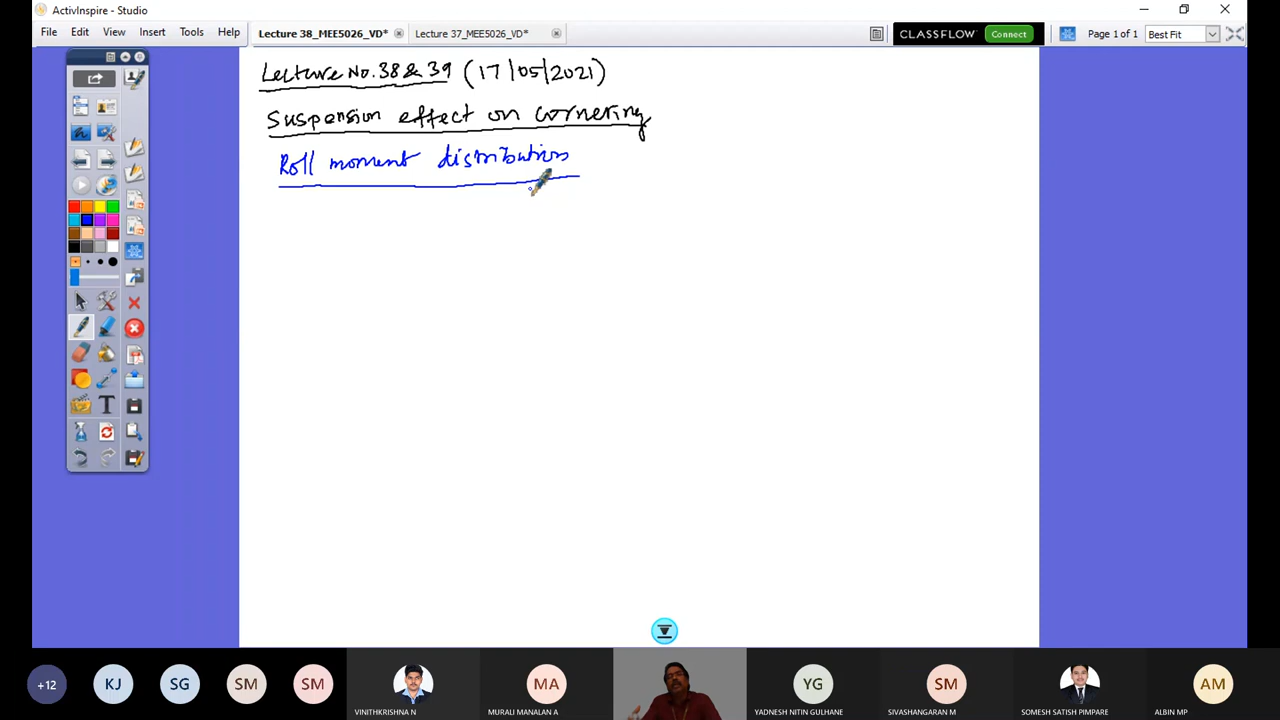 ActivInspire - Studio
File Edit View Insert Tools Help
Lecture 38_MEE5026_VD*
Lecture 37_MEE5026_VD*
CLASSFLOW
Connect
Page 1 of 1
Best Fit
Lecture No.38 & 39 (17/05/2021)
Suspension effect on cornering
Roll moment distribution
T
+12
KJ
SG
SM
SM
VINITHKRISHNA N
MA
MURALI MANALAN A
YG
YADNESH NITIN GULHANE
SM
SIVASHANGARAN M
SOMESH SATISH PIMPARE
AM
ALBIN MP